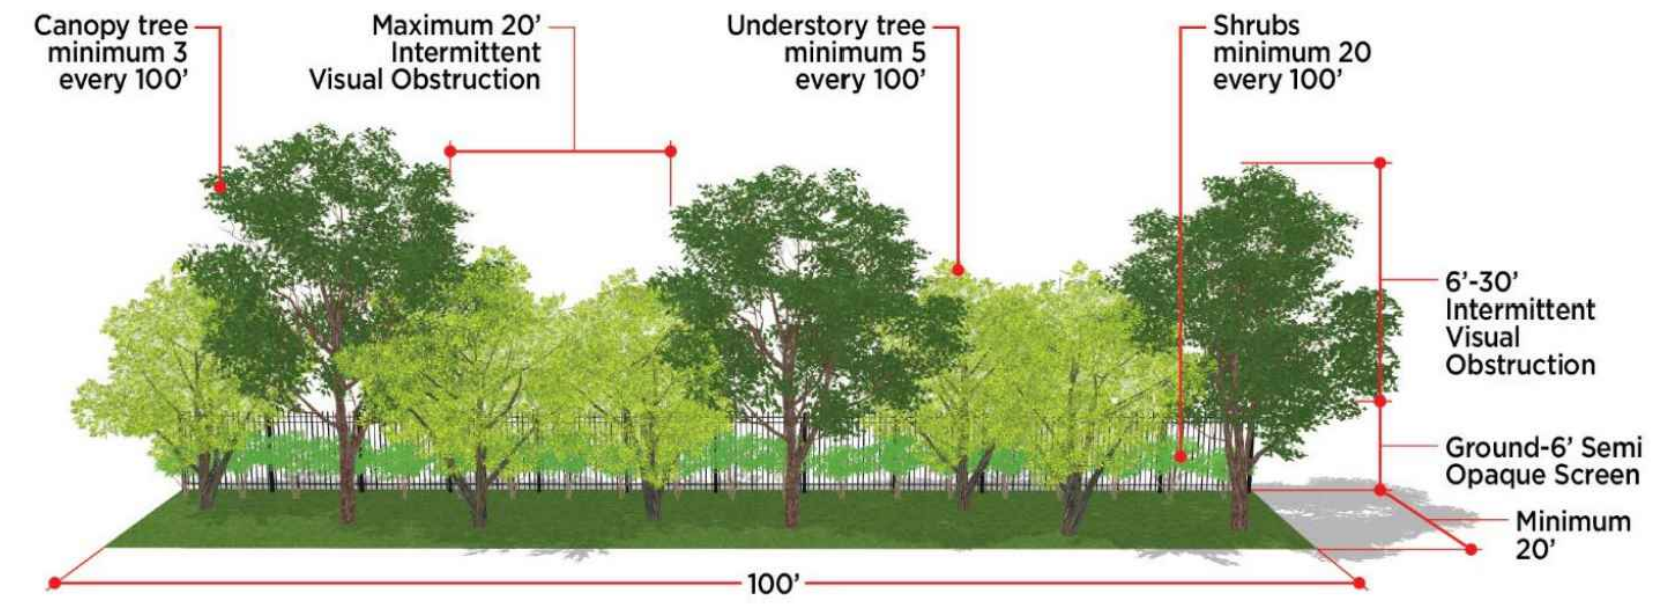 Canopy tree
minimum 3
every 100’
Maximum 20’
Intermittent
Visual Obstruction
Understory tree
minimum 5
every 100’
Shrubs
minimum 20
every 100’
6’-30’
Intermittent
Visual
Obstruction
Ground-6’ Semi
Opaque Screen
Minimum
20’
100’